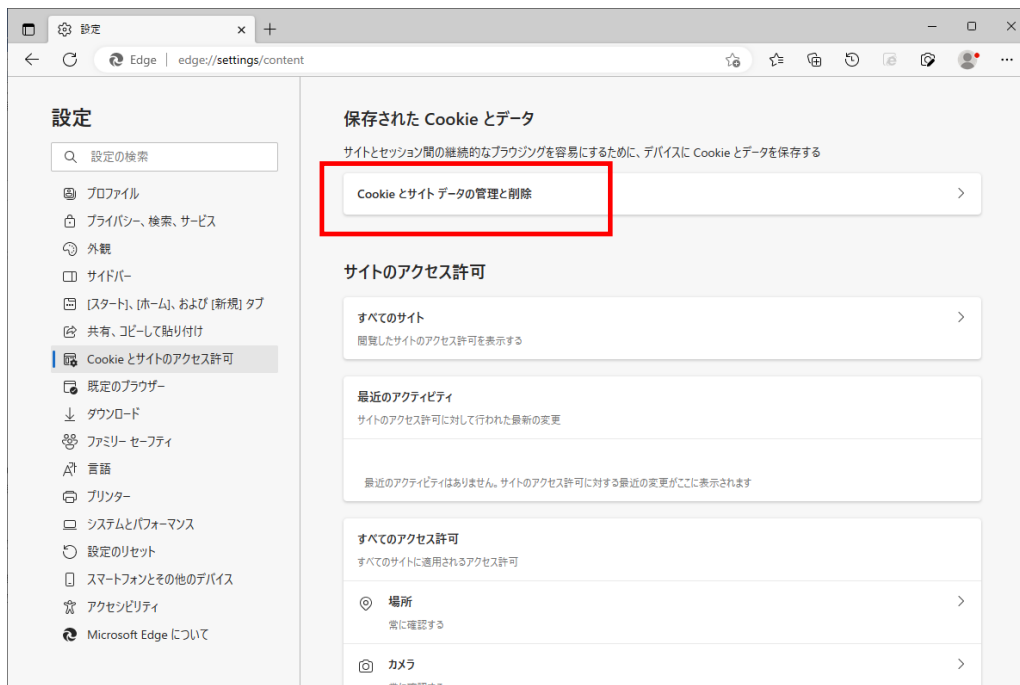 設定
Edge | edge://settings/content
設定
設定の検索
プロファイル
プライバシー、検索、サービス
外観
サイドバー
[スタート]、[ホーム]、および [新規] タブ
共有、コピーして貼り付け
Cookie とサイトのアクセス許可
既定のブラウザー
ダウンロード
ファミリー セーフティ
言語
プリンター
システムとパフォーマンス
設定のリセット
スマートフォンとその他のデバイス
アクセシビリティ
Microsoft Edge について
保存された Cookie とデータ
サイトとセッション間の継続的なブラウジングを容易にするために、デバイスに Cookie とデータを保存する
Cookie とサイト データの管理と削除
サイトのアクセス許可
すべてのサイト
閲覧したサイトのアクセス許可を表示する
最近のアクティビティ
サイトのアクセス許可に対して行われた最新の変更
最近のアクティビティはありません。サイトのアクセス許可に対する最近の変更がここに表示されます
すべてのアクセス許可
すべてのサイトに適用されるアクセス許可
場所
常に確認する
カメラ